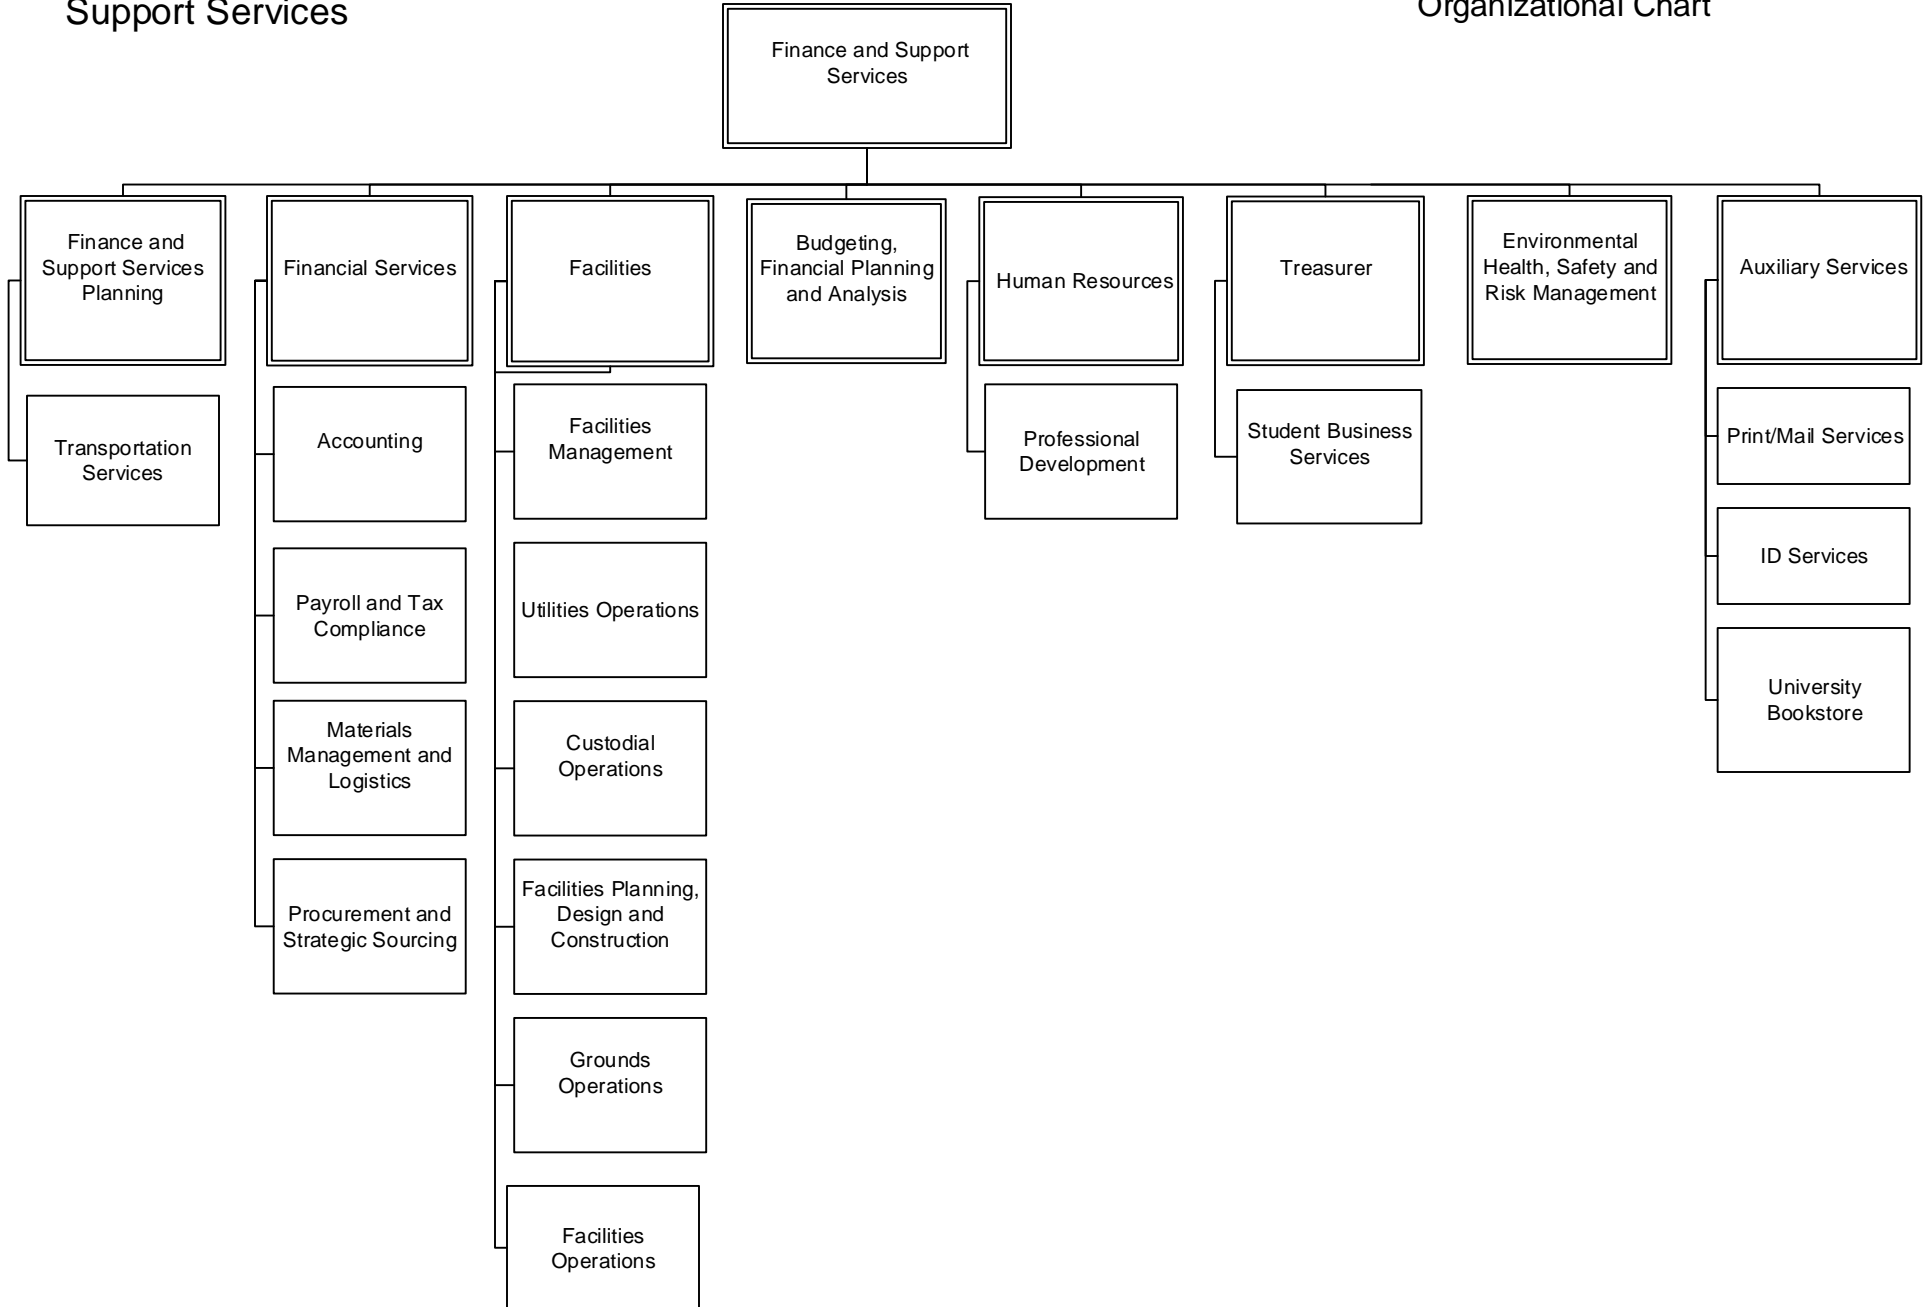 Support Services
Organizational Chart
Finance and Support
Services
Finance and
Support Services
Planning
Financial Services
Facilities
Budgeting,
Financial Planning
and Analysis
Human Resources
Treasurer
Environmental
Health, Safety and
Risk Management
Auxiliary Services
Transportation
Services
Accounting
Facilities
Management
Professional
Development
Student Business
Services
Print/Mail Services
Payroll and Tax
Compliance
Utilities Operations
ID Services
Materials
Management and
Logistics
Custodial
Operations
University
Bookstore
Procurement and
Strategic Sourcing
Facilities Planning,
Design and
Construction
Grounds
Operations
Facilities
Operations